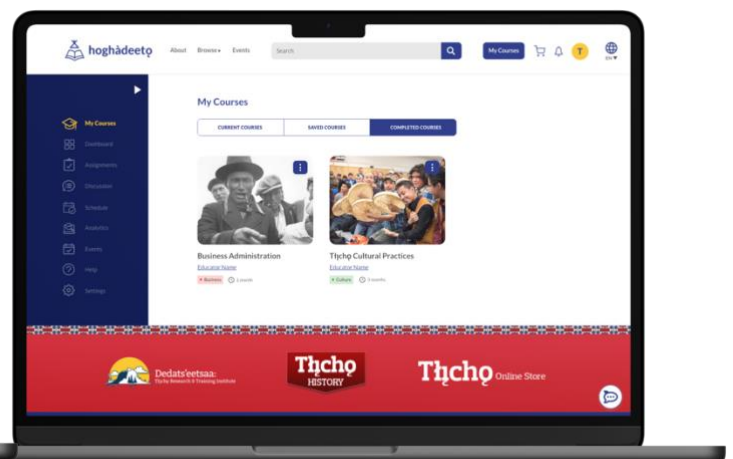 hoghàdeetǫ
About Browse Events
Search
My Courses
T
EN
My Courses
Dashboard
Assignments
Discussion
Schedule
Analytics
Events
Help
Settings
My Courses
CURRENT COURSES
SAVED COURSES
COMPLETED COURSES
Business Administration
Educator Name
Business
Tłı̨chǫ Cultural Practices
Educator Name
Culture
Dedats'eetsaa:
Tłı̨chǫ Research & Training Institute
Tłı̨chǫ
HISTORY
Tłı̨chǫ Online Store